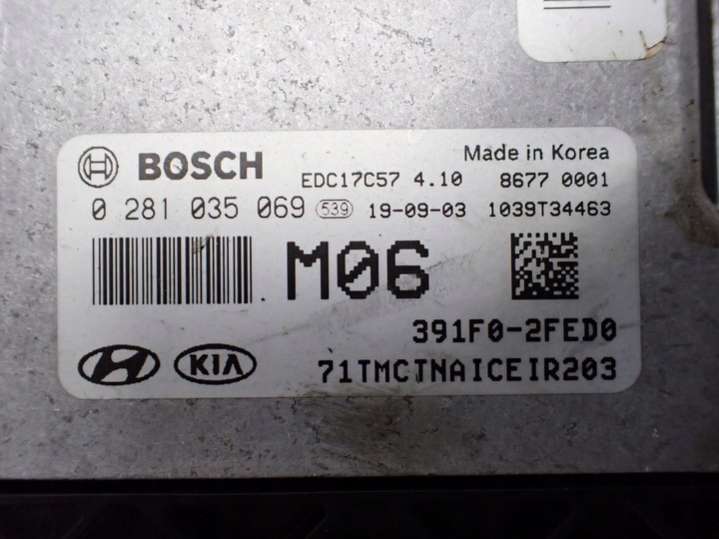 BOSCH
Made in Korea
EDC17C57 4.10 8677 0001
0 281 035 069 539 19-09-03 1039T34463
M06
391F0-2FED0
KIA
71TMCTNAICEIR203